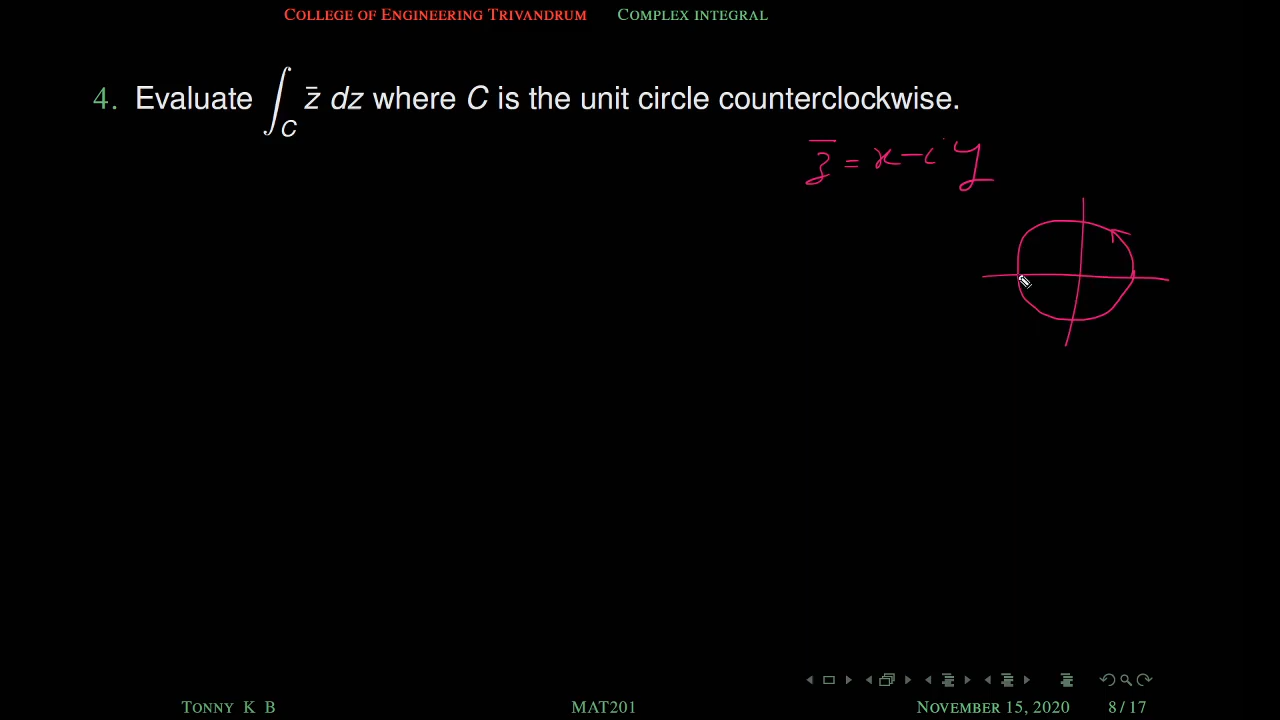 COLLEGE OF ENGINEERING TRIVANDRUM COMPLEX INTEGRAL
4. Evaluate ∫_C z̄ dz where C is the unit circle counterclockwise.
z̄ = x - iy
TONNY K B MAT201 NOVEMBER 15, 2020 8 / 17